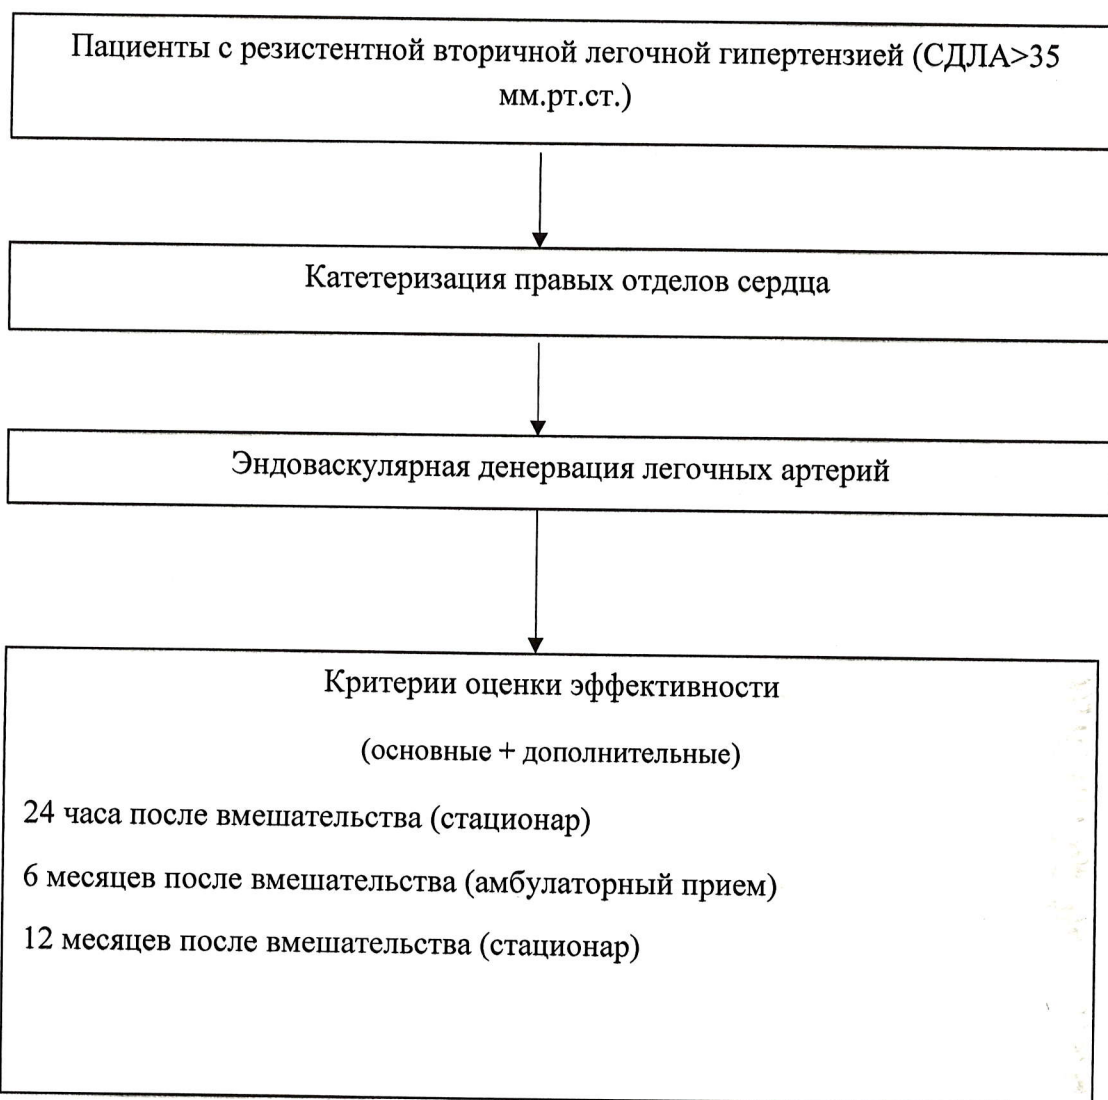 Пациенты с резистентной вторичной легочной гипертензией (СДЛА>35
мм.рт.ст.)
Катетеризация правых отделов сердца
Эндоваскулярная денервация легочных артерий
Критерии оценки эффективности
(основные + дополнительные)
24 часа после вмешательства (стационар)
6 месяцев после вмешательства (амбулаторный прием)
12 месяцев после вмешательства (стационар)